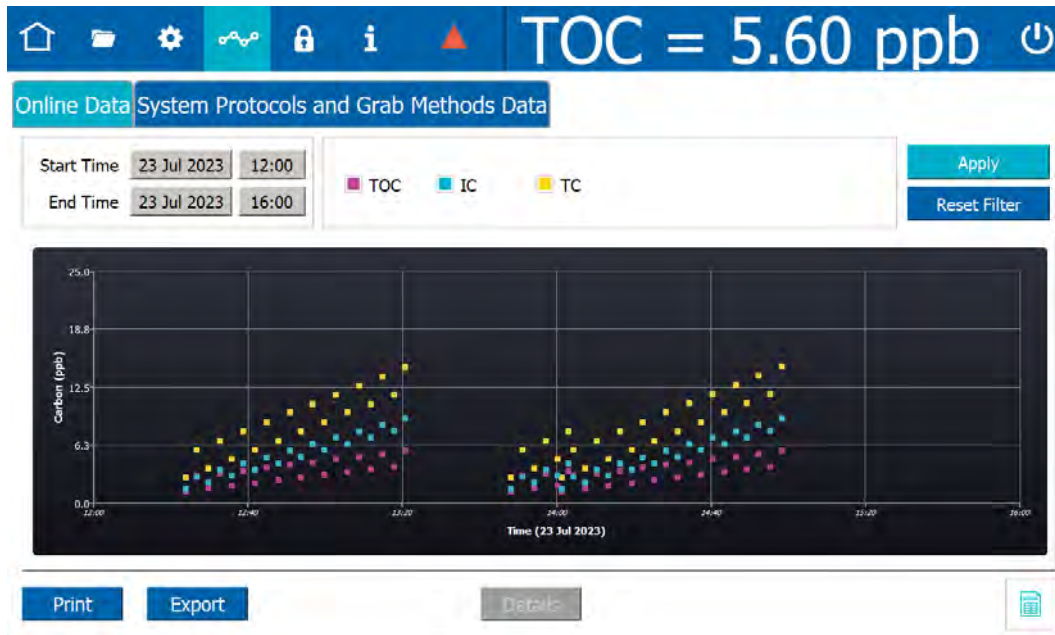 TOC = 5.60 ppb
Online Data System Protocols and Grab Methods Data
Start Time 23 Jul 2023 12:00
End Time 23 Jul 2023 16:00
TOC IC TC
Apply
Reset Filter
Carbon (ppb)
25.0
18.8
12.5
6.3
0.0
12:00 12:40 13:20 14:00 14:40 15:20 16:00
Time (23 Jul 2023)
Print Export Details